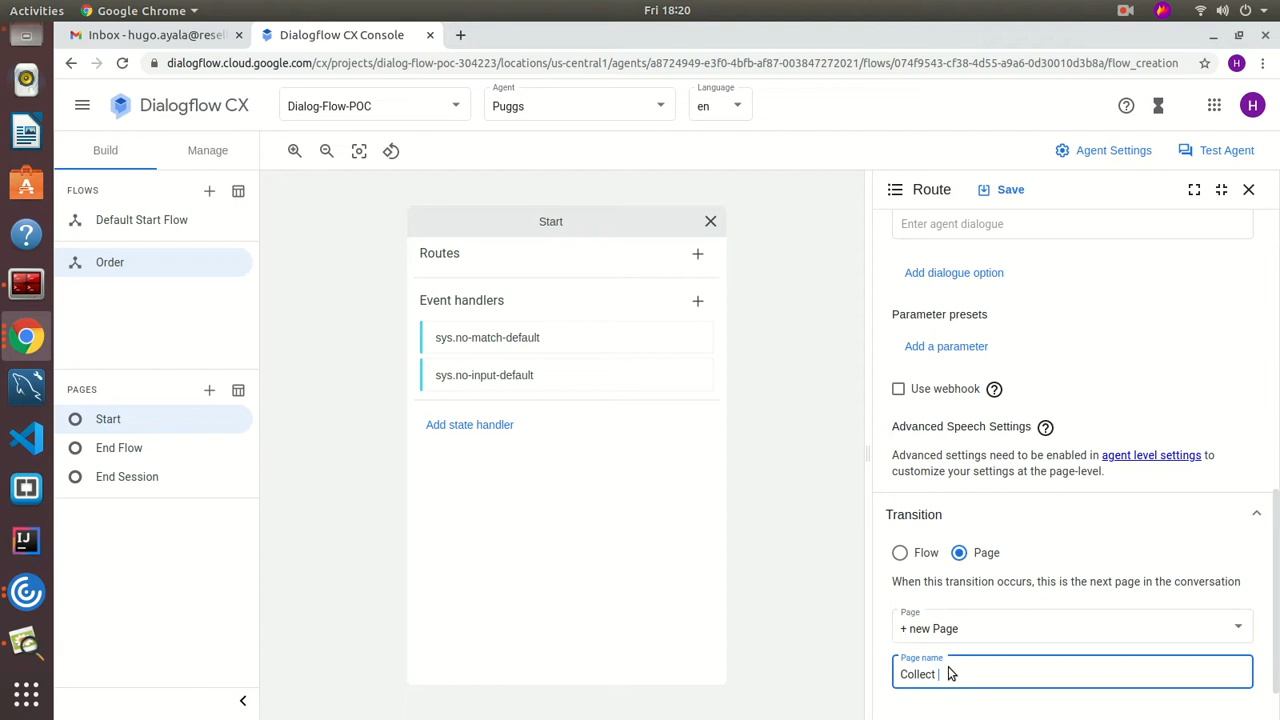 Activities
Google Chrome
Fri 18:20
Inbox - hugo.ayala@resell
Dialogflow CX Console
dialogflow.cloud.google.com/cx/projects/dialog-flow-poc-304223/locations/us-central1/agents/a8724949-e3f0-4bfb-af87-003847272021/flows/074f9543-cf38-4d55-a9a6-0d30010d3b8a/flow_creation
H
Dialogflow CX
Dialog-Flow-POC
Agent
Puggs
Language
en
H
Build
Manage
Agent Settings
Test Agent
FLOWS
Default Start Flow
Order
PAGES
Start
End Flow
End Session
Start
Routes
Event handlers
sys.no-match-default
sys.no-input-default
Add state handler
Route
Save
Enter agent dialogue
Add dialogue option
Parameter presets
Add a parameter
Use webhook
Advanced Speech Settings
Advanced settings need to be enabled in agent level settings to
customize your settings at the page-level.
Transition
Flow
Page
When this transition occurs, this is the next page in the conversation
Page
+ new Page
Page name
Collect